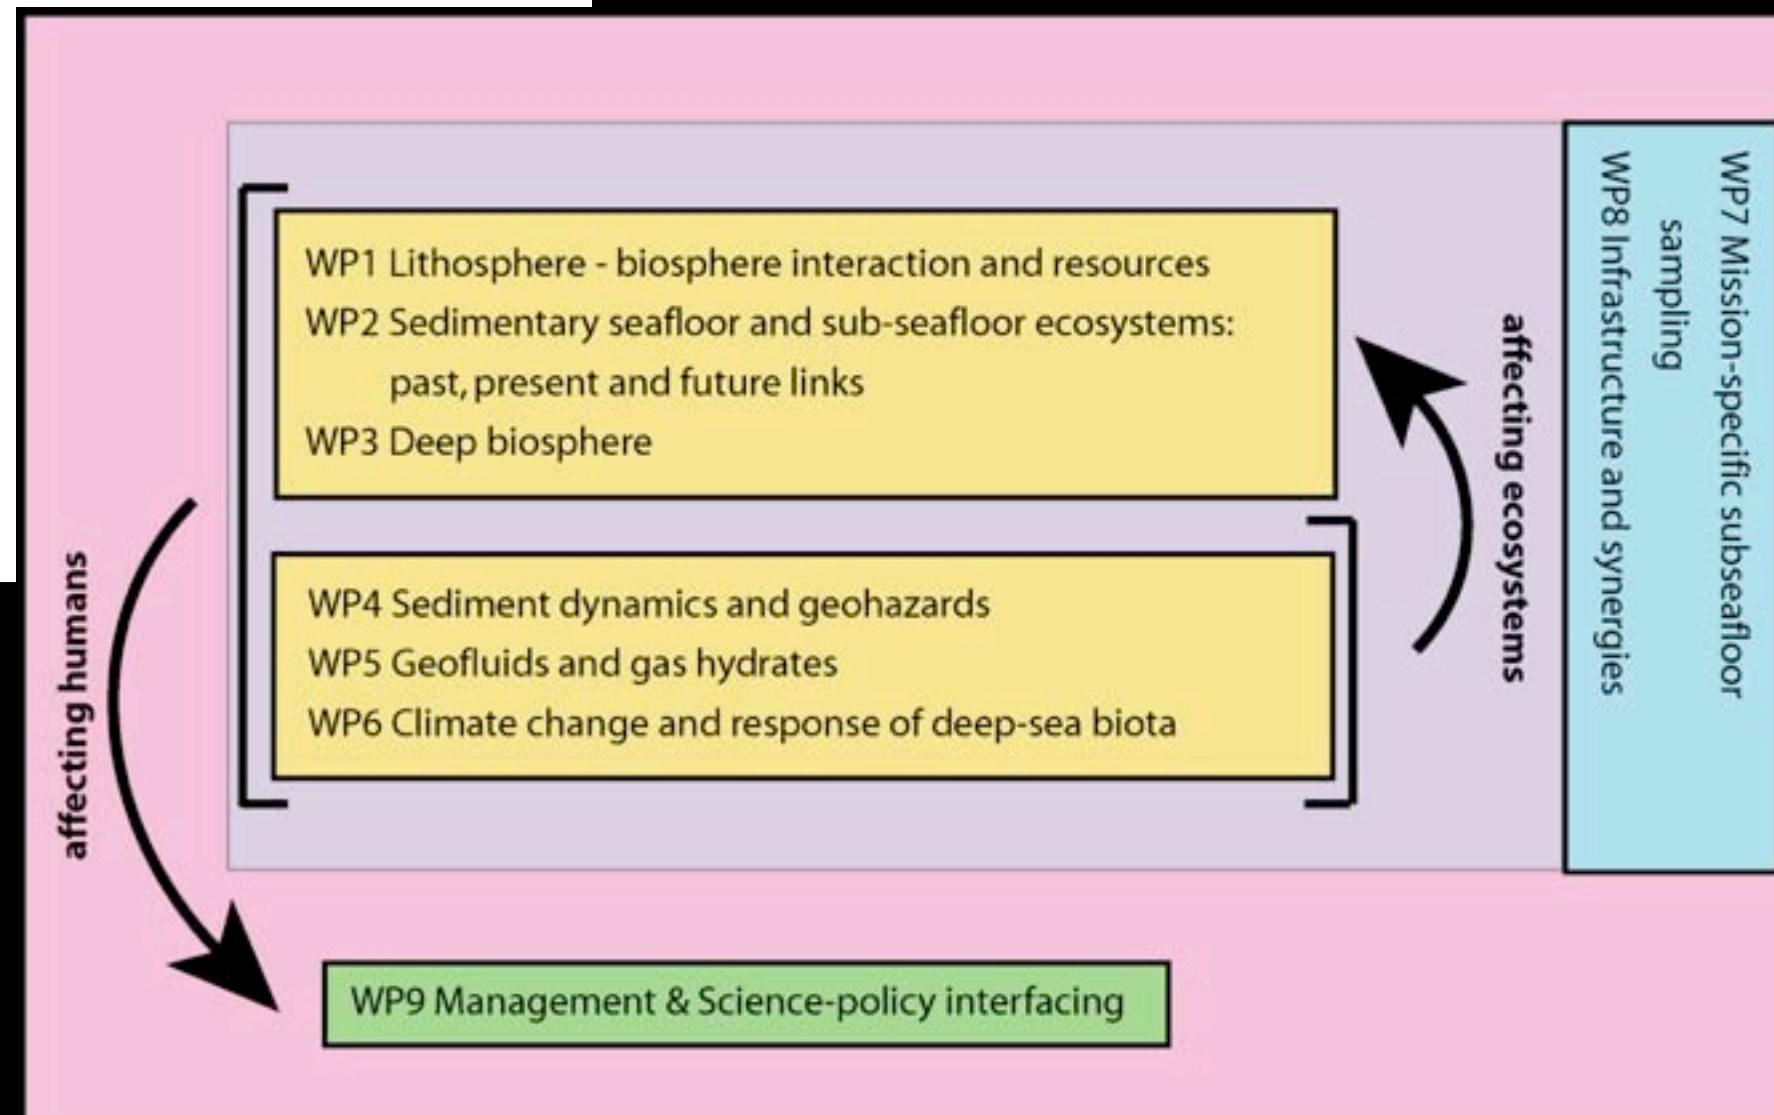 WP1 Lithosphere - biosphere interaction and resources
WP2 Sedimentary seafloor and sub-seafloor ecosystems:
past, present and future links
WP3 Deep biosphere
WP4 Sediment dynamics and geohazards
WP5 Geofluids and gas hydrates
WP6 Climate change and response of deep-sea biota
affecting ecosystems
WP7 Mission-specific subseafloor
sampling
WP8 Infrastructure and synergies
affecting humans
WP9 Management & Science-policy interfacing